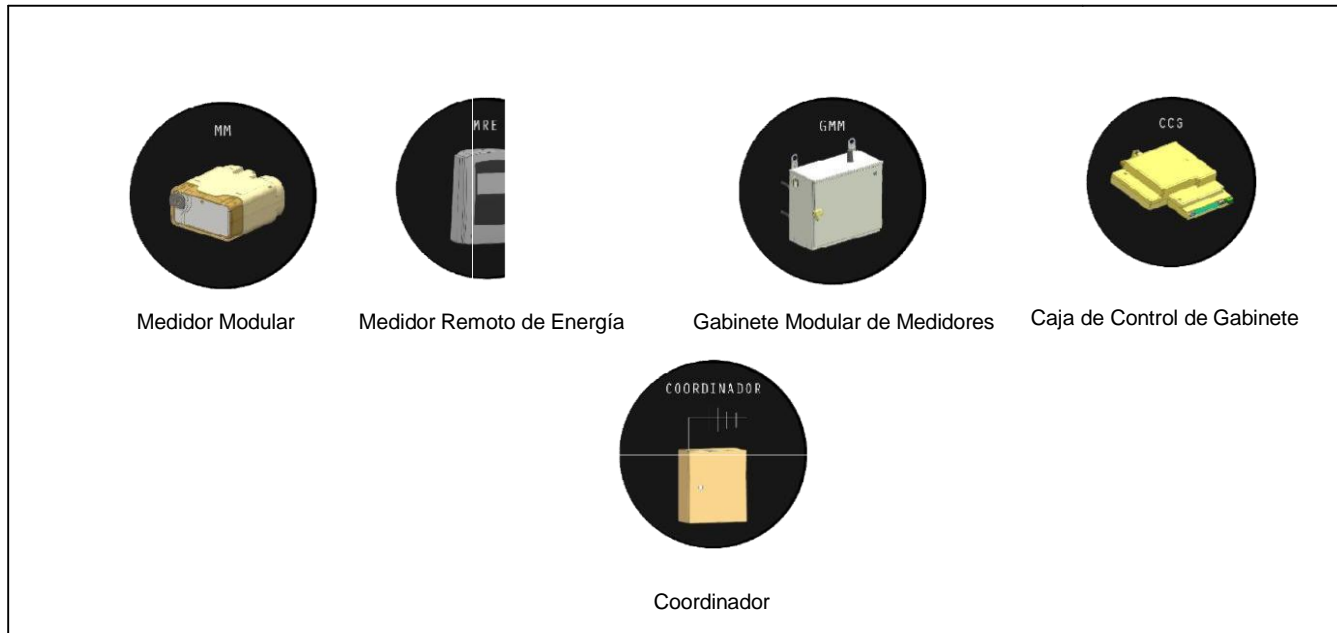 MM
MRE
GMM
CCG
Medidor Modular
Medidor Remoto de Energía
Gabinete Modular de Medidores
Caja de Control de Gabinete
COORDINADOR
Coordinador